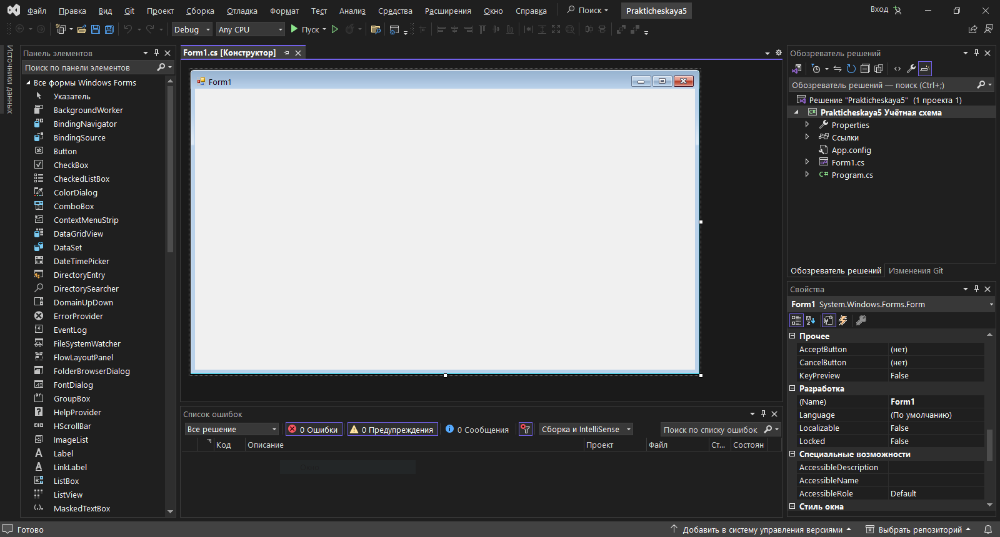 Файл Правка Вид Git Проект Сборка Отладка Формат Тест Анализ Средства Расширения Окно Справка Поиск Prakticheskaya5 Вход
Debug Any CPU Пуск
Источники данных
Панель элементов
Поиск по панели элементов
Все формы Windows Forms
Указатель
BackgroundWorker
BindingNavigator
BindingSource
Button
CheckBox
CheckedListBox
ColorDialog
ComboBox
ContextMenuStrip
DataGridView
DataSet
DateTimePicker
DirectoryEntry
DirectorySearcher
DomainUpDown
ErrorProvider
EventLog
FileSystemWatcher
FlowLayoutPanel
FolderBrowserDialog
FontDialog
GroupBox
HelpProvider
HScrollBar
ImageList
Label
LinkLabel
ListBox
ListView
MaskedTextBox
Form1.cs [Конструктор]
Form1
Список ошибок
Все решение 0 Ошибки 0 Предупреждения 0 Сообщения Сборка и IntelliSense Поиск по списку ошибок
Код Описание Проект Файл Ст... Состоян
Обозреватель решений
Обозреватель решений — поиск (Ctrl+;)
Решение "Prakticheskaya5" (1 проекта 1)
Prakticheskaya5 Учётная схема
Properties
Ссылки
App.config
Form1.cs
Program.cs
Обозреватель решений Изменения Git
Свойства
Form1 System.Windows.Forms.Form
Прочее
AcceptButton (нет)
CancelButton (нет)
KeyPreview False
Разработка
(Name) Form1
Language (По умолчанию)
Localizable False
Locked False
Специальные возможности
AccessibleDescription
AccessibleName
AccessibleRole Default
Стиль окна
Готово Добавить в систему управления версиями Выбрать репозиторий